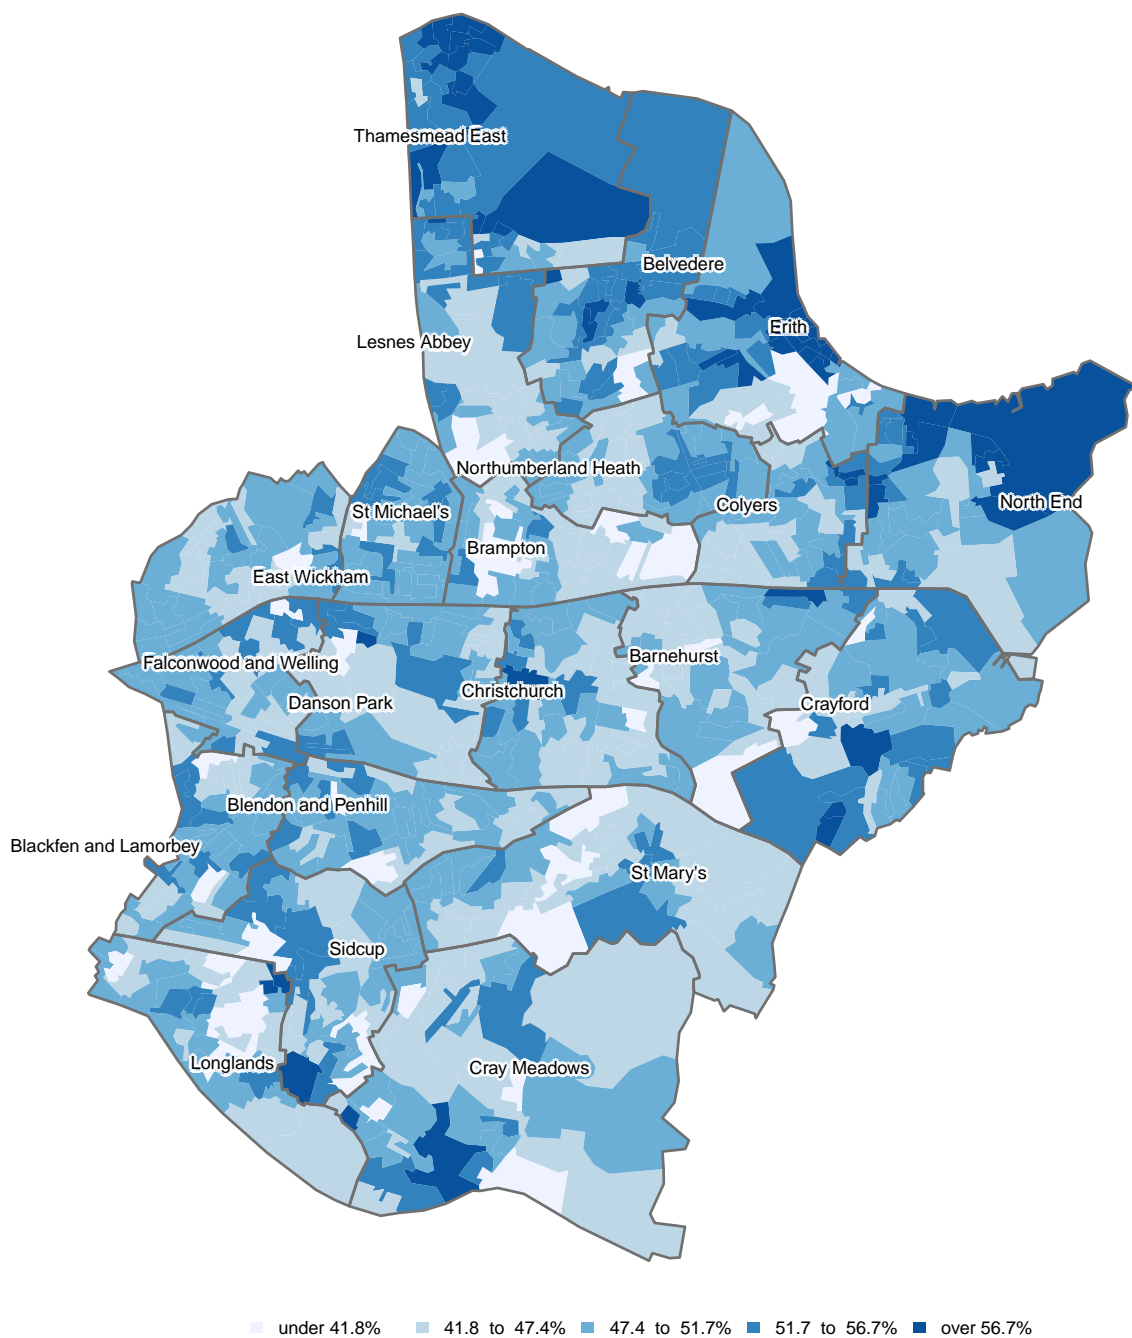 Thamesmead East
Belvedere
Erith
Lesnes Abbey
Northumberland Heath
North End
Colyers
St Michael's
Brampton
East Wickham
Barnehurst
Falconwood and Welling
Christchurch
Danson Park
Crayford
Blendon and Penhill
Blackfen and Lamorbey
St Mary's
Sidcup
Longlands
Cray Meadows
under 41.8% 41.8 to 47.4% 47.4 to 51.7% 51.7 to 56.7% over 56.7%